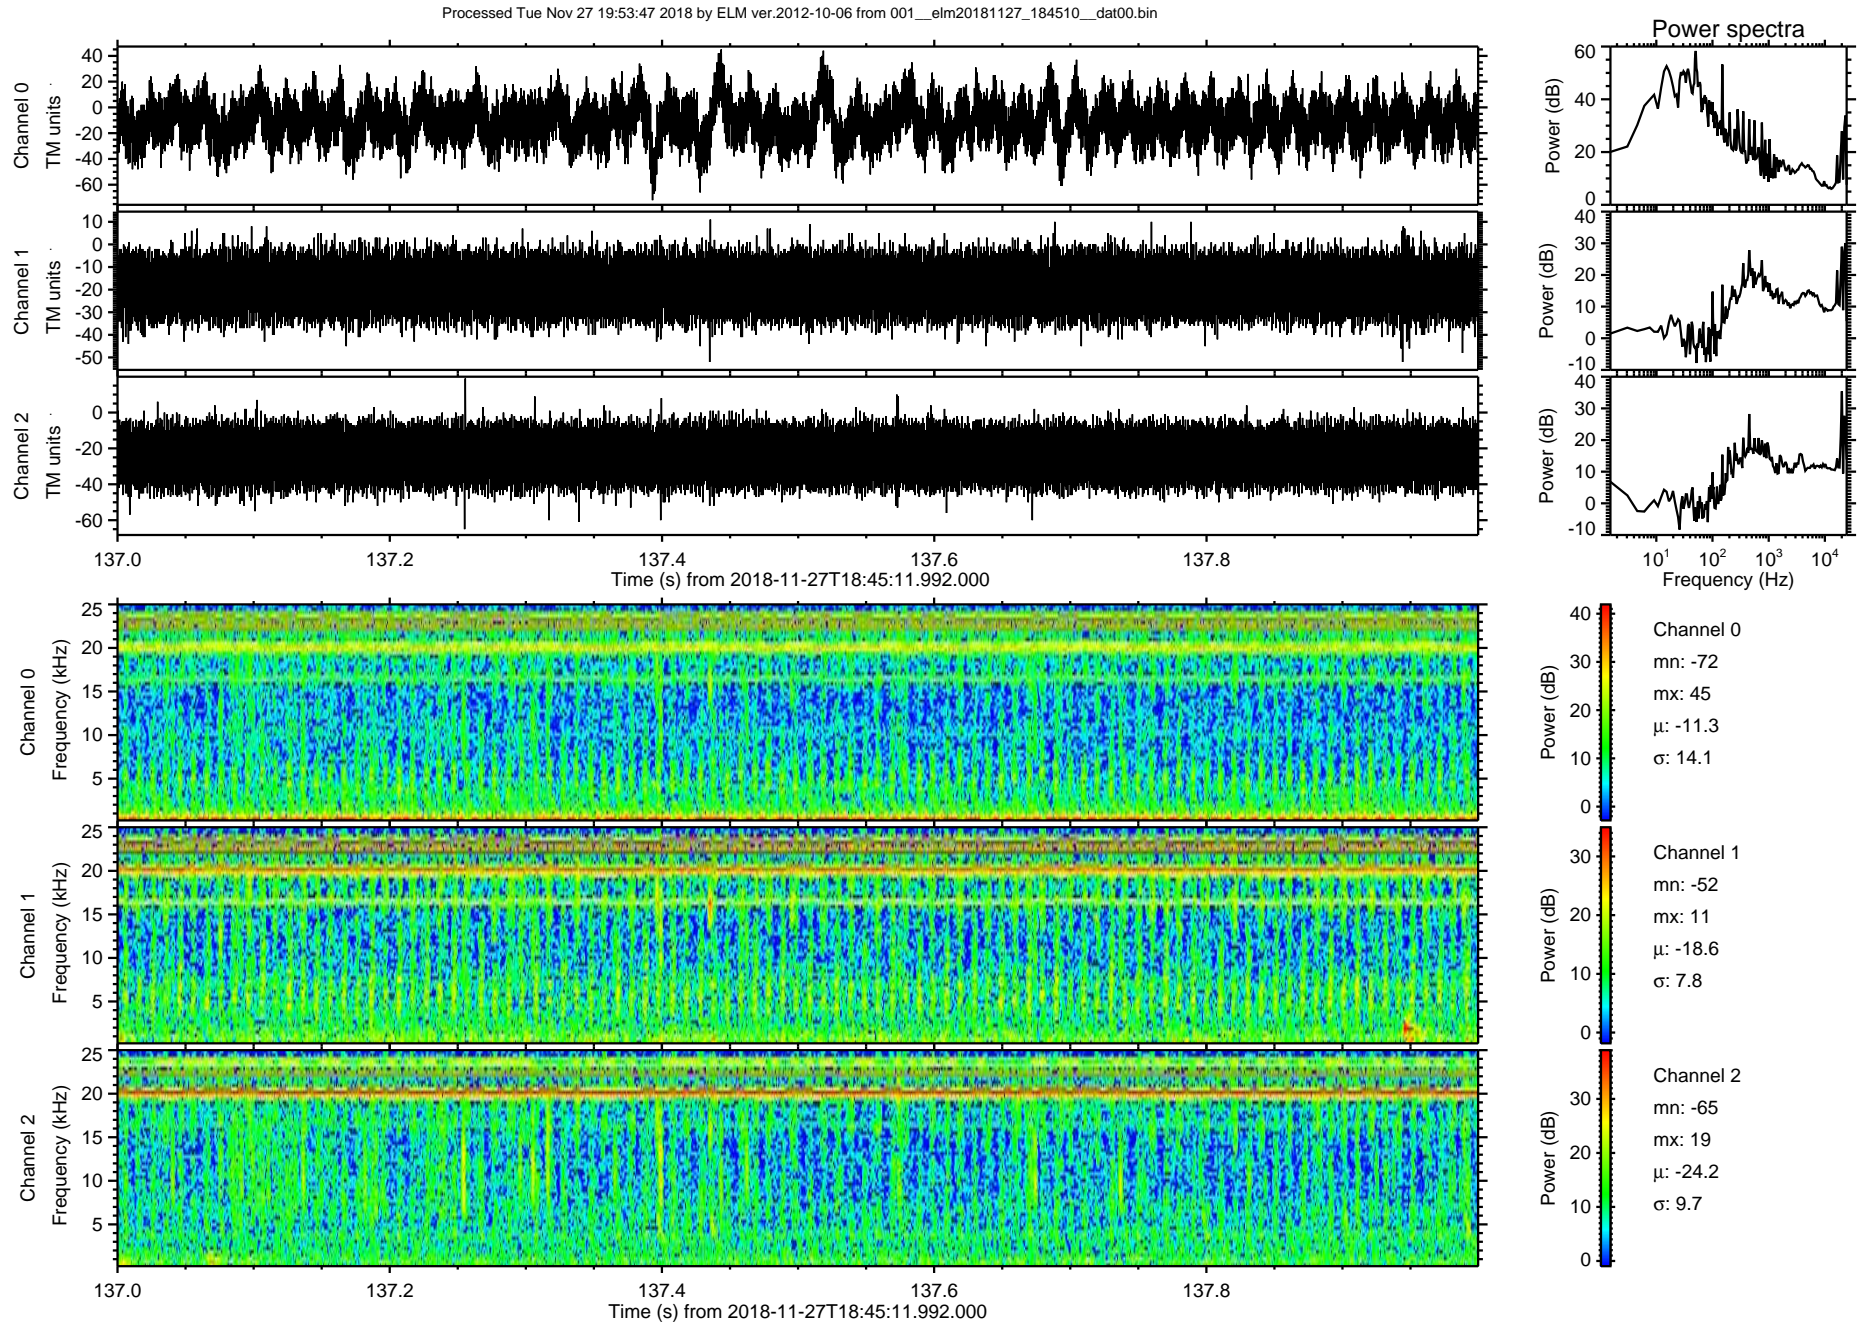 Processed Tue Nov 27 19:53:47 2018 by ELM ver.2012-10-06 from 001__elm20181127_184510__dat00.bin
Power spectra
Channel 0
TM units
40
20
0
-20
-40
-60
Power (dB)
60
40
20
0
Channel 1
TM units
10
0
-10
-20
-30
-40
-50
Power (dB)
40
30
20
10
0
-10
Channel 2
TM units
0
-20
-40
-60
Power (dB)
40
30
20
10
0
-10
137.0 137.2 137.4 137.6 137.8
Time (s) from 2018-11-27T18:45:11.992.000
10^1 10^2 10^3 10^4
Frequency (Hz)
Channel 0
Frequency (kHz)
25
20
15
10
5
Power (dB)
40
30
20
10
0
Channel 0
mn: -72
mx: 45
μ: -11.3
σ: 14.1
Channel 1
Frequency (kHz)
25
20
15
10
5
Power (dB)
30
20
10
0
Channel 1
mn: -52
mx: 11
μ: -18.6
σ: 7.8
Channel 2
Frequency (kHz)
25
20
15
10
5
Power (dB)
30
20
10
0
Channel 2
mn: -65
mx: 19
μ: -24.2
σ: 9.7
137.0 137.2 137.4 137.6 137.8
Time (s) from 2018-11-27T18:45:11.992.000